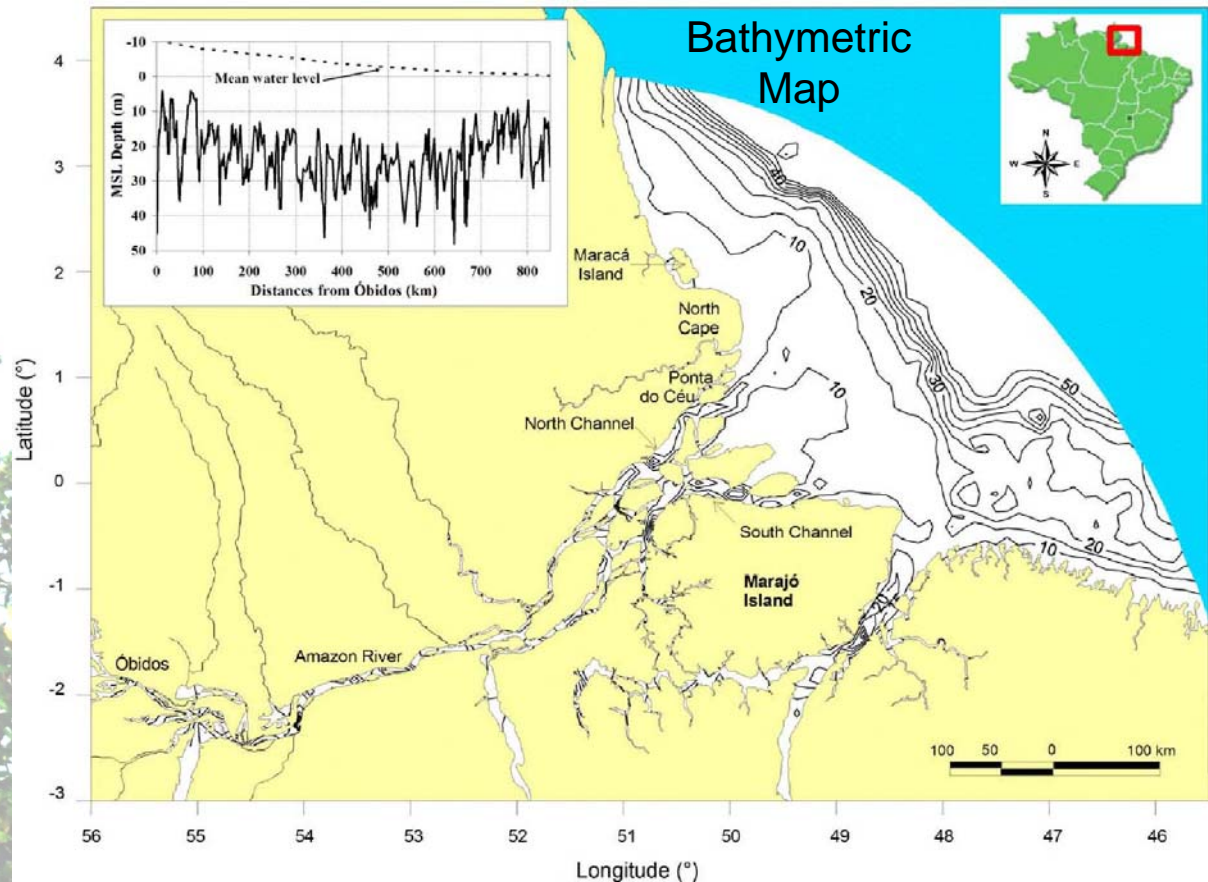 Bathymetric
Map
-10
0
10
20
30
40
50
MSL Depth (m)
Mean water level
0 100 200 300 400 500 600 700 800
Distances from Óbidos (km)
N
W E
S
4
3
2
1
0
-1
-2
-3
Latitude (°)
40
10
20
30
50
10
20
10
20
Maracá
Island
North
Cape
Ponta
do Céu
North Channel
South Channel
Marajó
Island
Óbidos
Amazon River
100 50 0 100 km
56 55 54 53 52 51 50 49 48 47 46
Longitude (°)